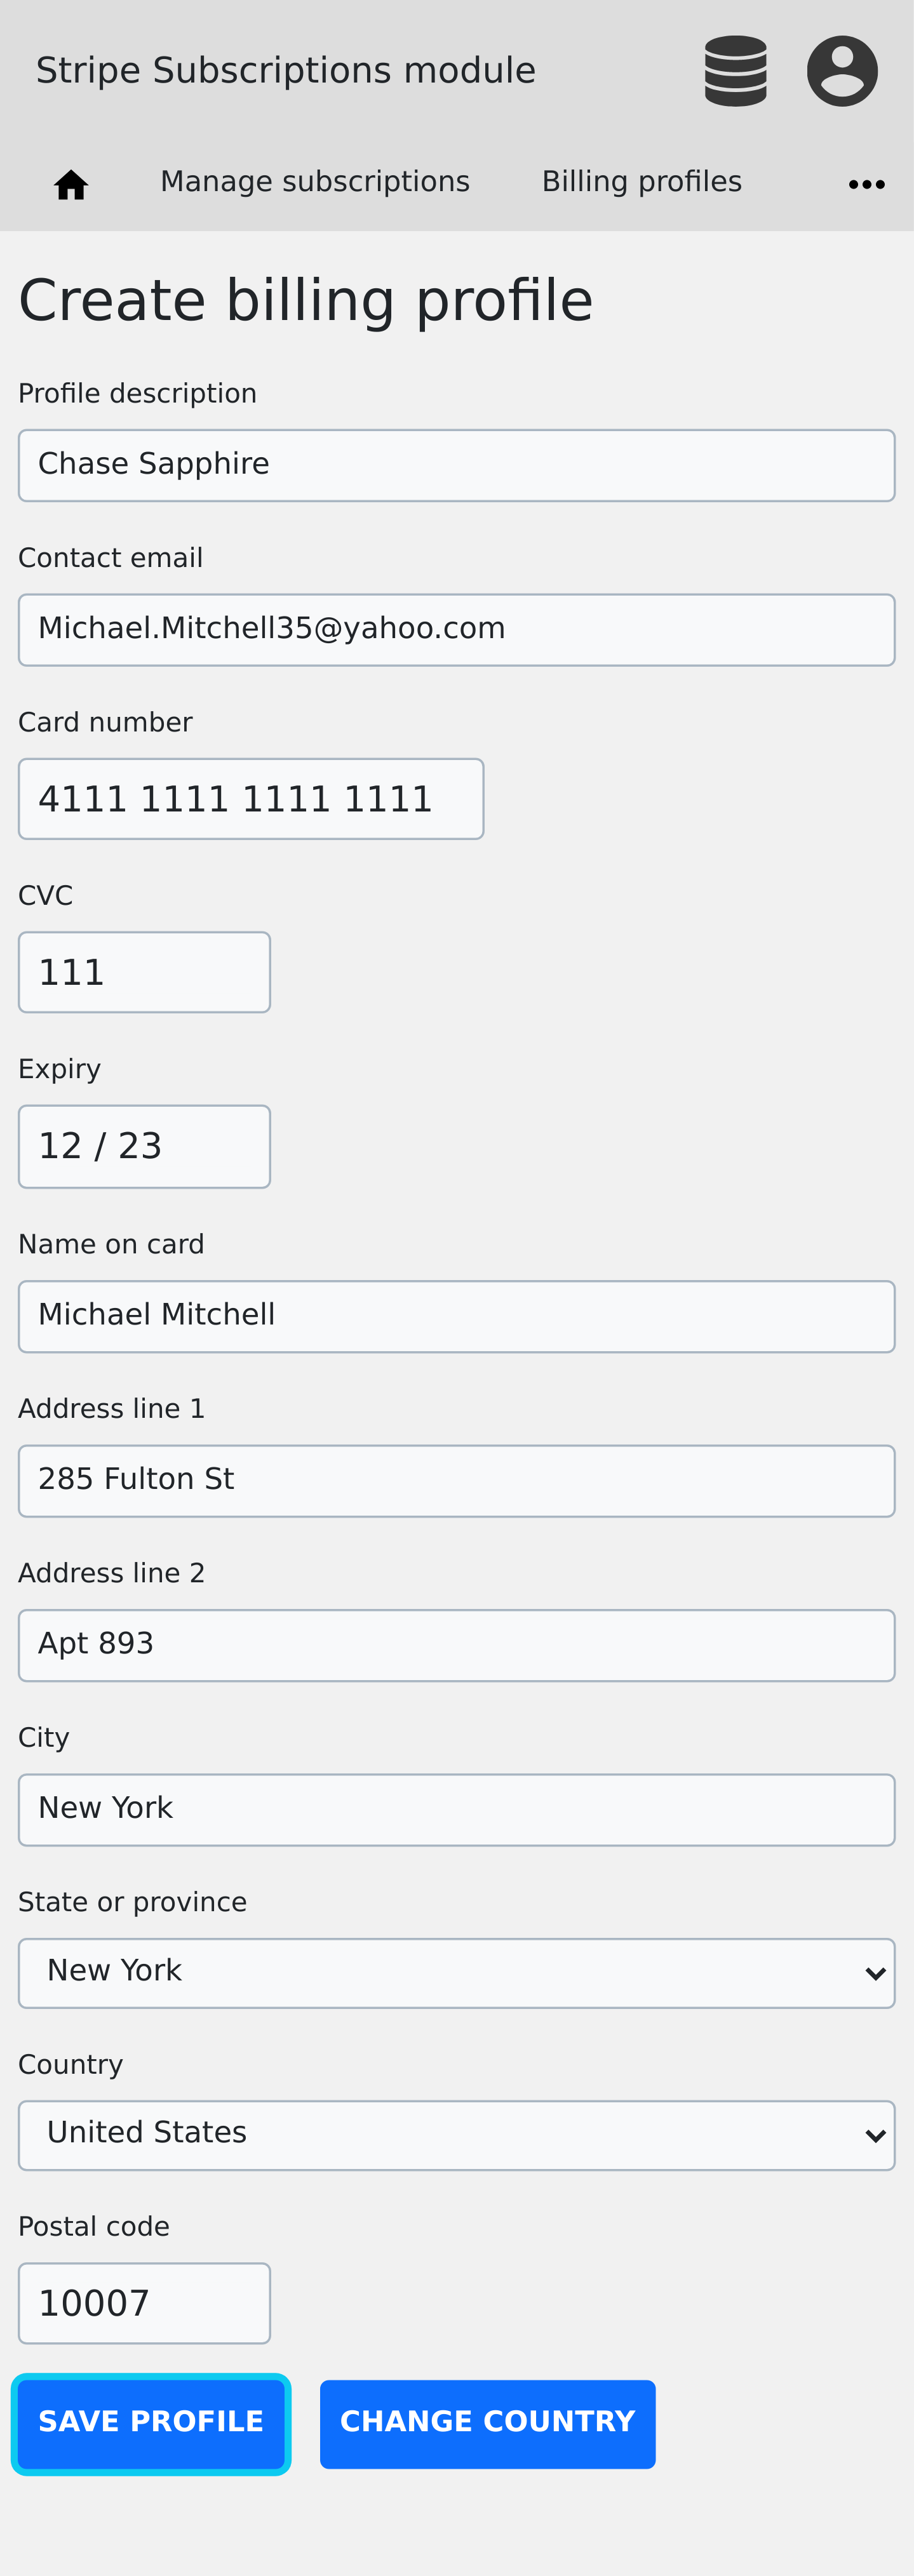 Stripe Subscriptions module
Manage subscriptions Billing profiles
Create billing profile
Profile description
Chase Sapphire
Contact email
Michael.Mitchell35@yahoo.com
Card number
4111 1111 1111 1111
CVC
111
Expiry
12 / 23
Name on card
Michael Mitchell
Address line 1
285 Fulton St
Address line 2
Apt 893
City
New York
State or province
New York
Country
United States
Postal code
10007
SAVE PROFILE CHANGE COUNTRY